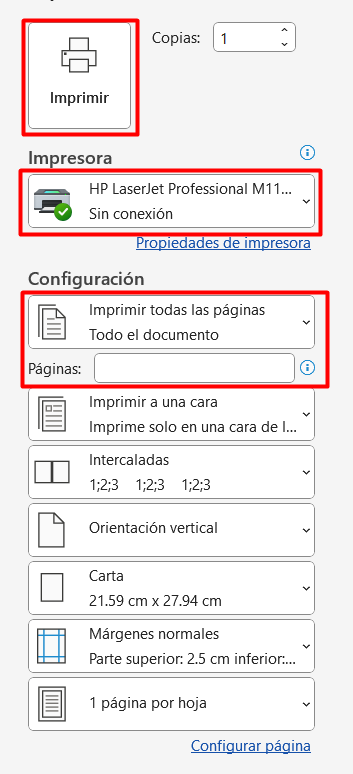 Copias: 1
Imprimir
Impresora
HP LaserJet Professional M11...
Sin conexión
Propiedades de impresora
Configuración
Imprimir todas las páginas
Todo el documento
Páginas:
Imprimir a una cara
Imprime solo en una cara de l...
Intercaladas
1;2;3 1;2;3 1;2;3
Orientación vertical
Carta
21.59 cm x 27.94 cm
Márgenes normales
Parte superior: 2.5 cm inferior:...
1 página por hoja
Configurar página